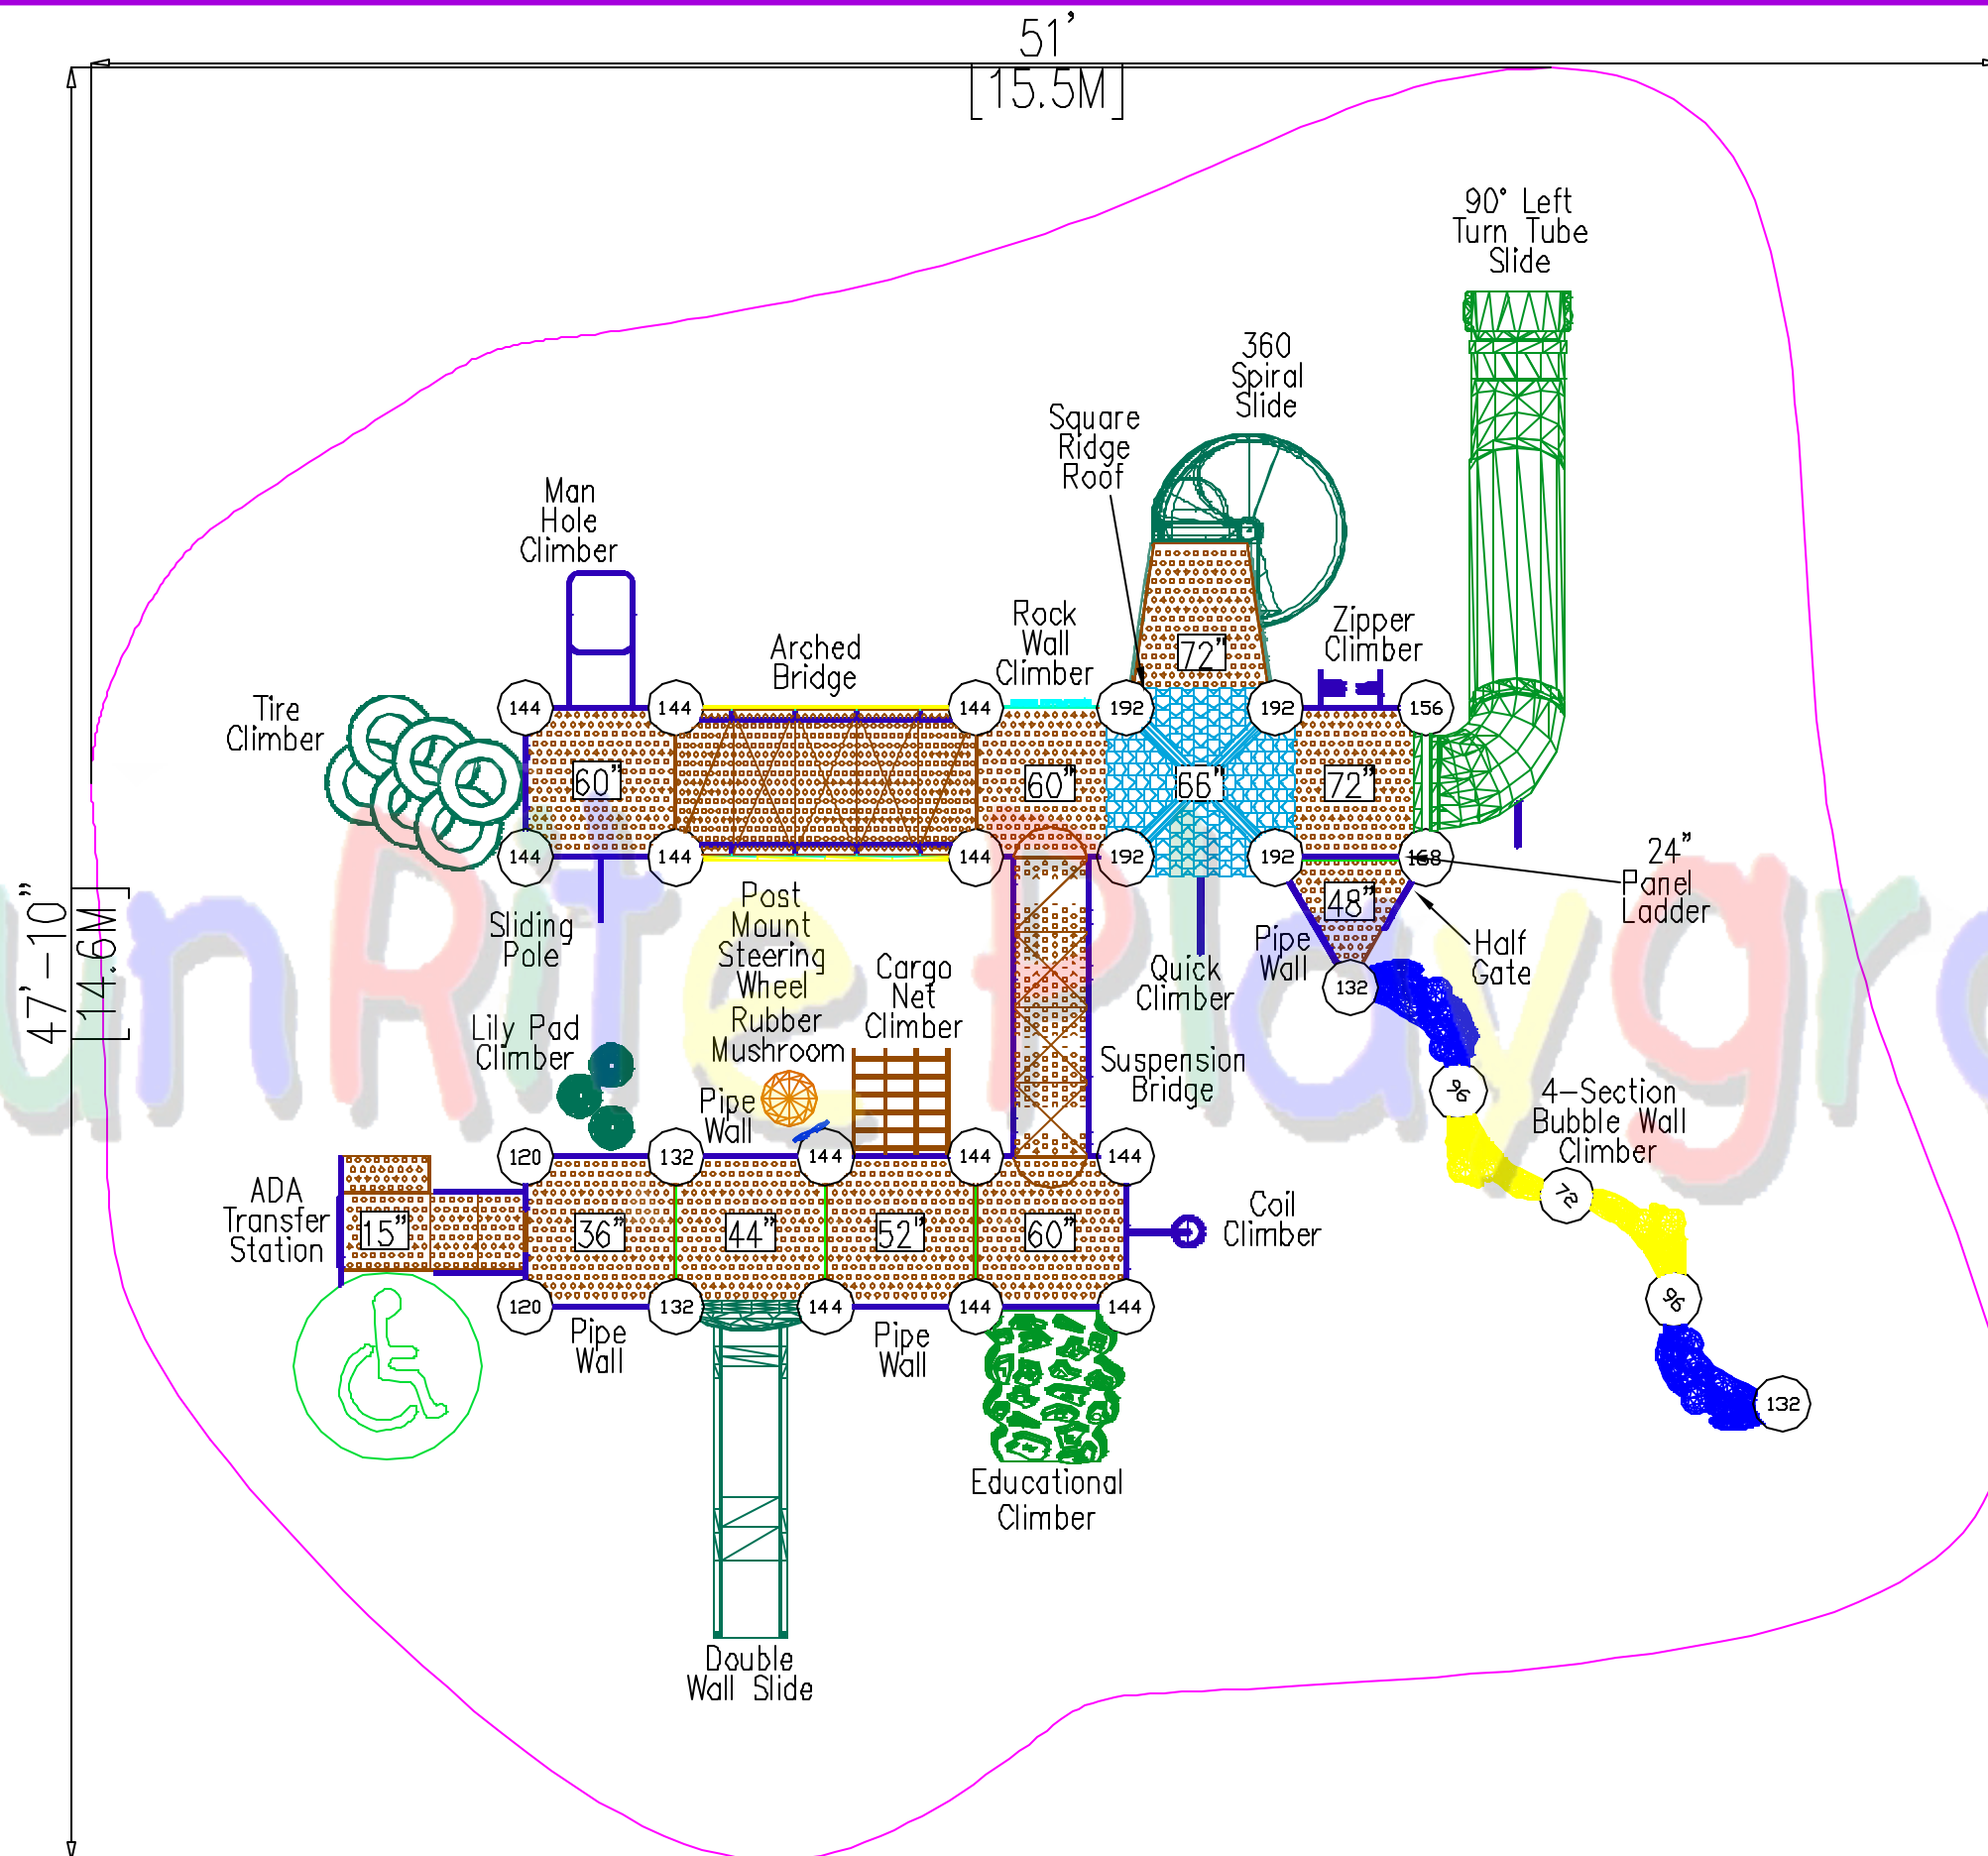 51'
[15.5M]
90° Left
Turn Tube
Slide
360
Spiral
Slide
Square
Ridge
Roof
Man
Hole
Climber
Rock
Wall
Climber
Zipper
Climber
Arched
Bridge
Tire
Climber
72"
144
144
144
192
192
156
60"
60"
66"
72"
144
144
144
192
192
168
24"
Panel
Ladder
48"
47'-10"
[14.6M]
Sliding
Pole
Post
Mount
Steering
Wheel
Rubber
Mushroom
Cargo
Net
Climber
Quick
Climber
Pipe
Wall
Half
Gate
132
FunRite Playgro
Lily Pad
Climber
Pipe
Wall
Suspension
Bridge
96
4-Section
Bubble Wall
Climber
72
96
132
120
132
144
144
144
ADA
Transfer
Station
15"
36"
44"
52"
60"
Coil
Climber
120
132
144
144
144
Pipe
Wall
Pipe
Wall
Educational
Climber
Double
Wall Slide